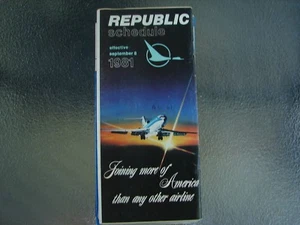 REPUBLIC
schedule
effective
september 8
1981
Joining more of
America
than any other airline